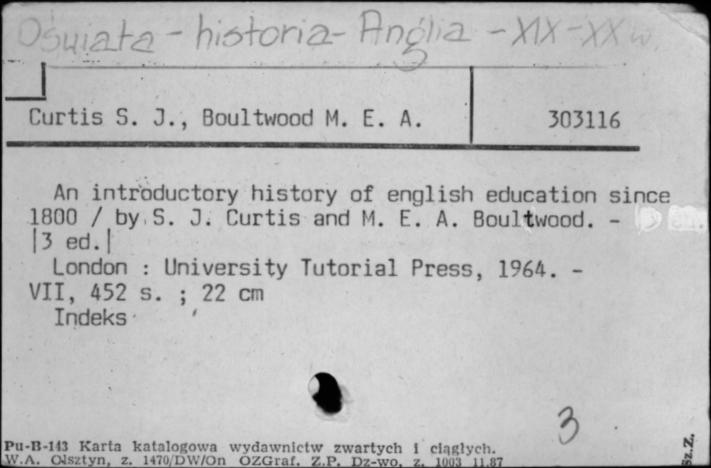 Oświata - historia - Anglia - XIX-XX w.
Curtis S. J., Boultwood M. E. A.
303116
An introductory history of english education since
1800 / by S. J. Curtis and M. E. A. Boultwood. -
|3 ed.|
London : University Tutorial Press, 1964. -
VII, 452 s. ; 22 cm
Indeks
3
Pu-B-143 Karta katalogowa wydawnictw zwartych i ciągłych.
W.A. Olsztyn, z. 1470/DW/On OZGraf. Z.P. Dz-wo, z. 1003 11.87
Sz.Z.